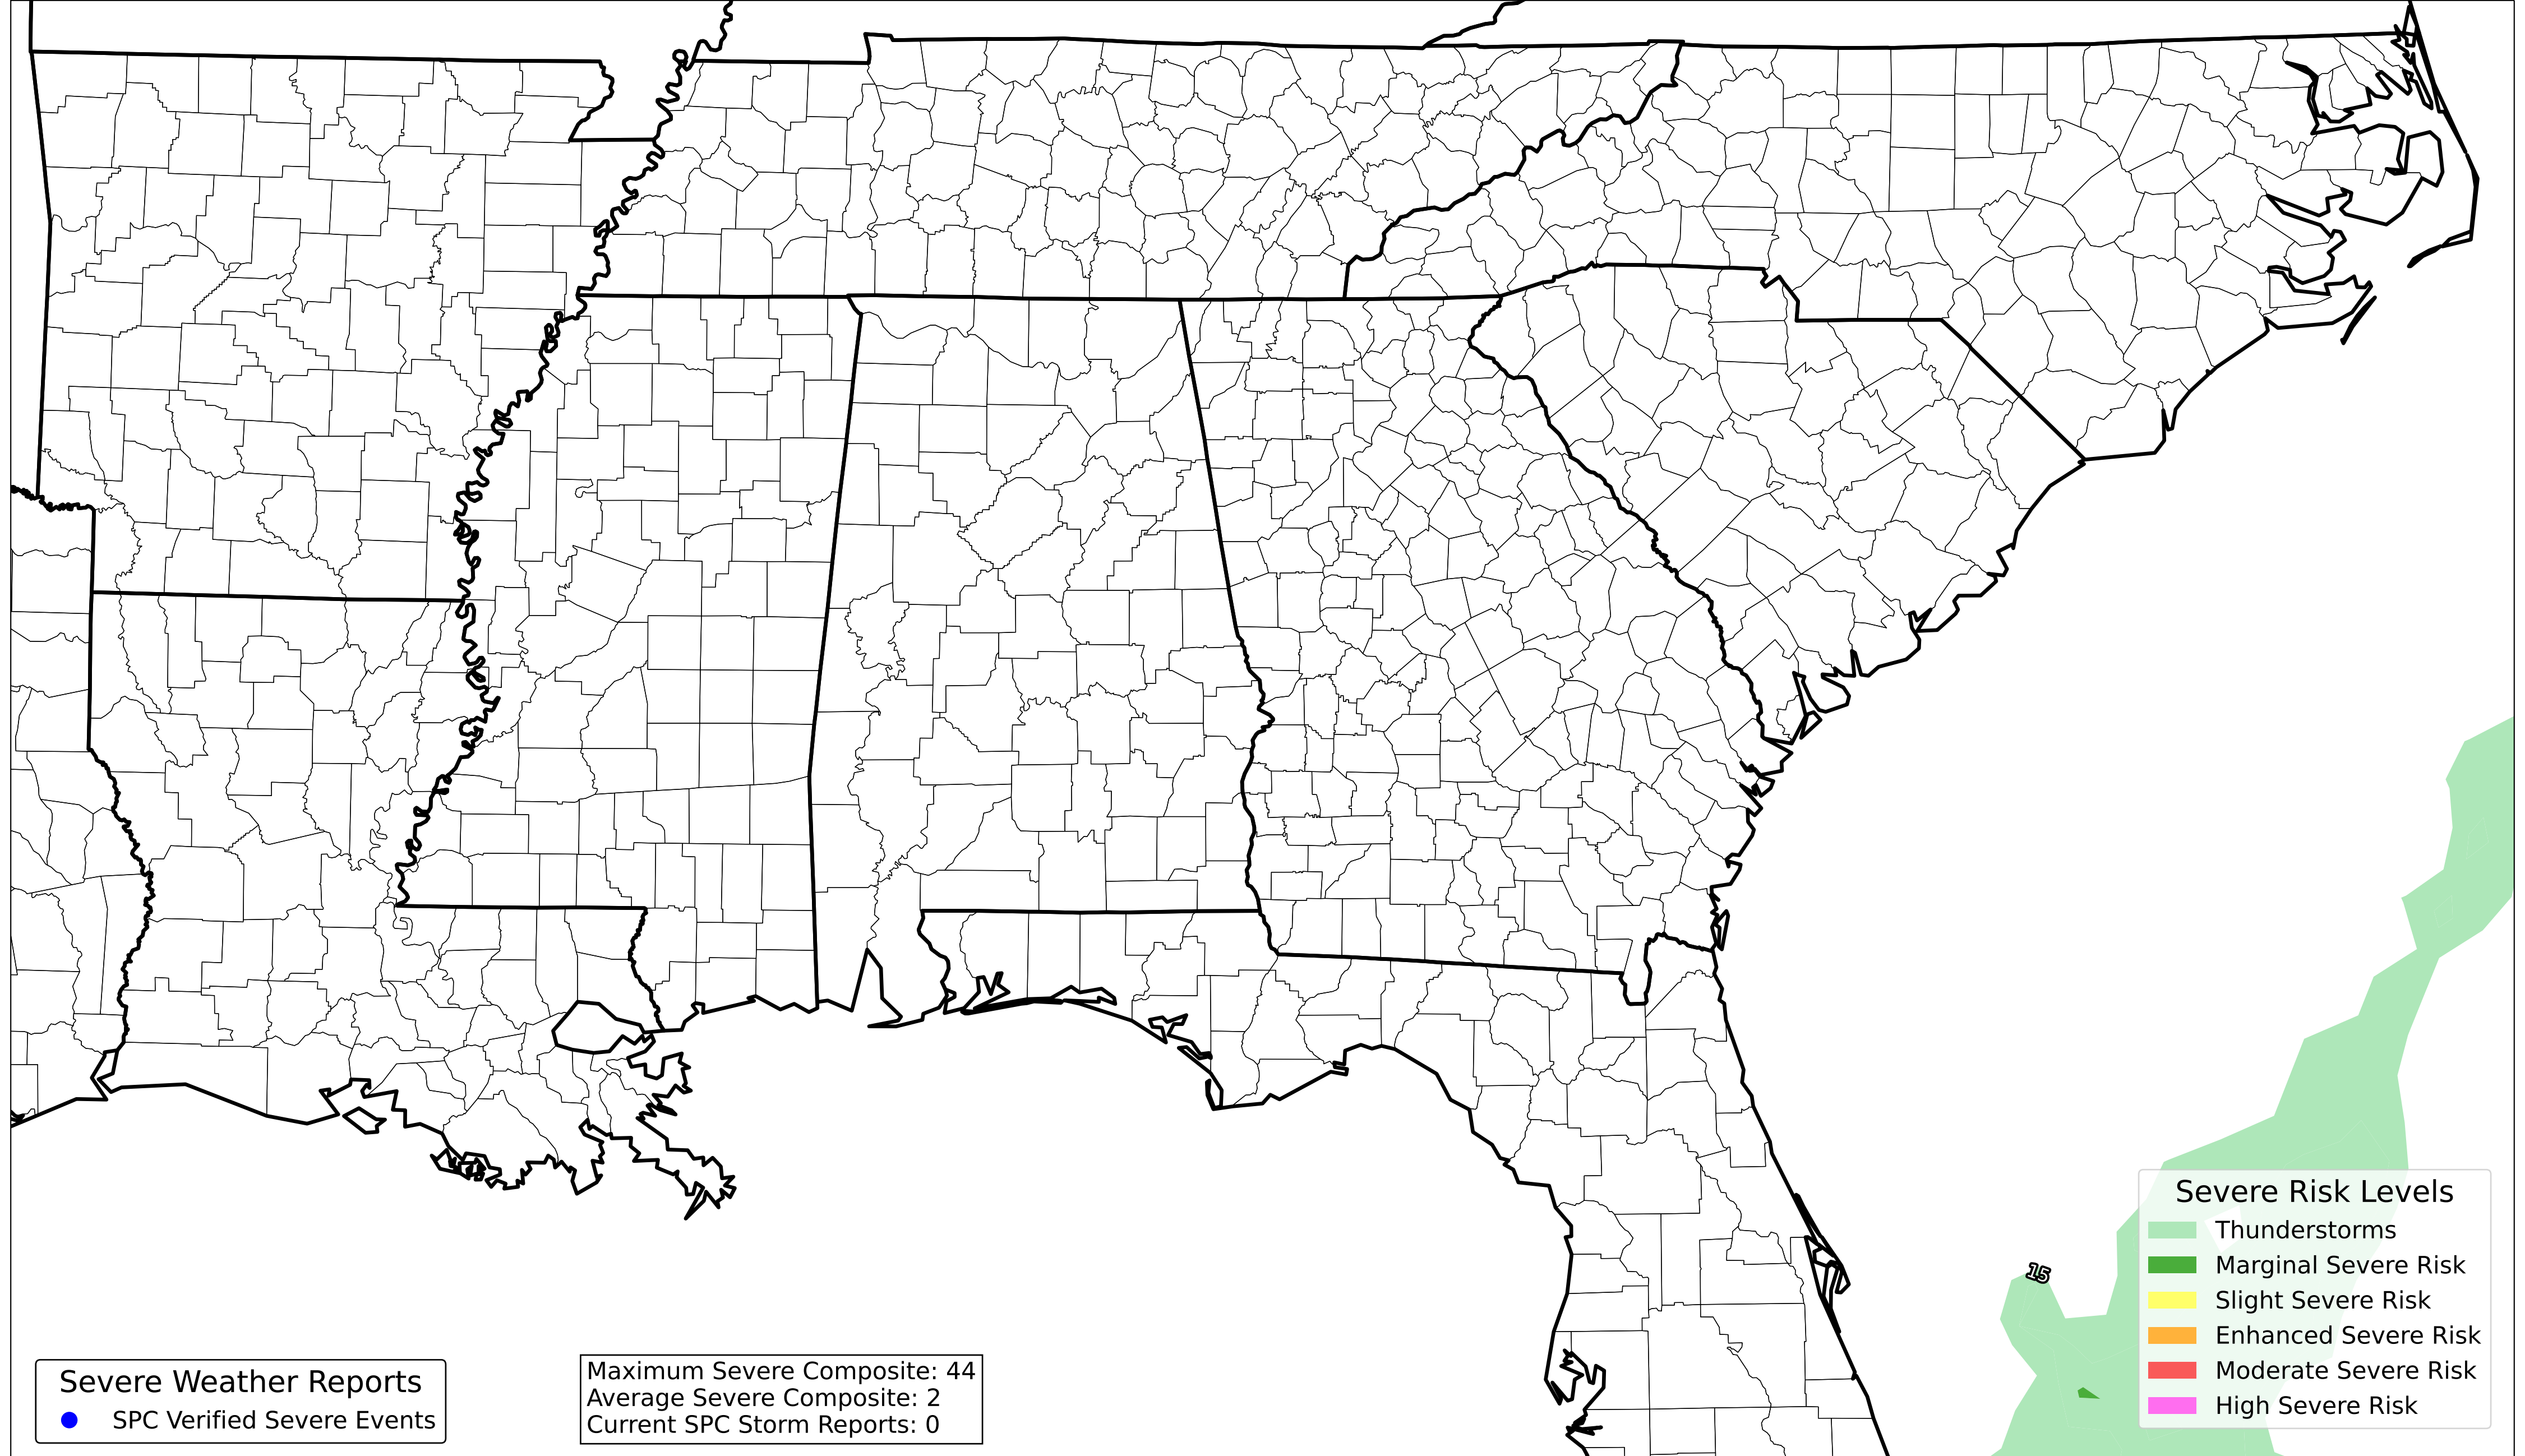 15
Severe Risk Levels
Thunderstorms
Marginal Severe Risk
Slight Severe Risk
Enhanced Severe Risk
Moderate Severe Risk
High Severe Risk
Severe Weather Reports
SPC Verified Severe Events
Maximum Severe Composite: 44
Average Severe Composite: 2
Current SPC Storm Reports: 0